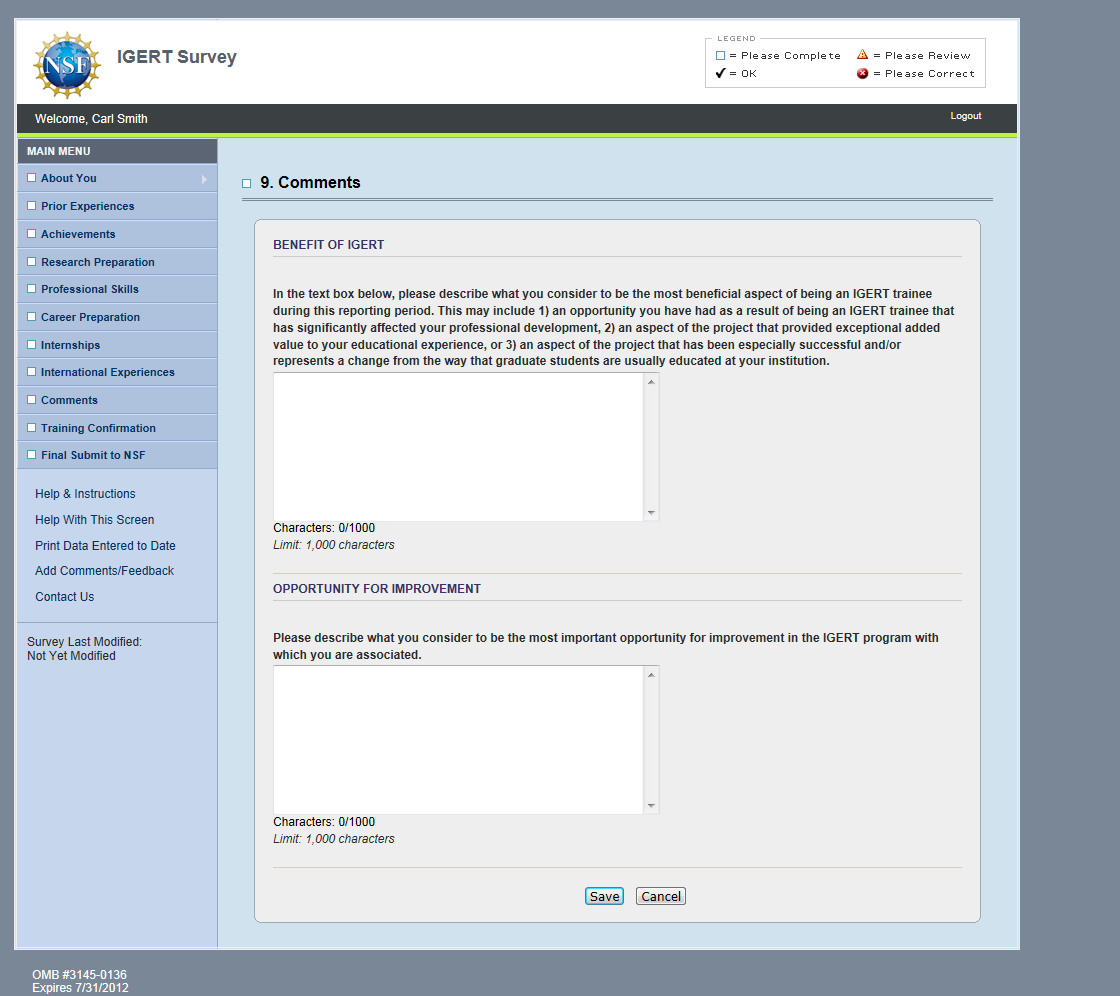 NSF
IGERT Survey
LEGEND
= Please Complete
= Please Review
= OK
= Please Correct
Welcome, Carl Smith
Logout
MAIN MENU
About You
Prior Experiences
Achievements
Research Preparation
Professional Skills
Career Preparation
Internships
International Experiences
Comments
Training Confirmation
Final Submit to NSF
Help & Instructions
Help With This Screen
Print Data Entered to Date
Add Comments/Feedback
Contact Us
Survey Last Modified:
Not Yet Modified
9. Comments
BENEFIT OF IGERT
In the text box below, please describe what you consider to be the most beneficial aspect of being an IGERT trainee
during this reporting period. This may include 1) an opportunity you have had as a result of being an IGERT trainee that
has significantly affected your professional development, 2) an aspect of the project that provided exceptional added
value to your educational experience, or 3) an aspect of the project that has been especially successful and/or
represents a change from the way that graduate students are usually educated at your institution.
Characters: 0/1000
Limit: 1,000 characters
OPPORTUNITY FOR IMPROVEMENT
Please describe what you consider to be the most important opportunity for improvement in the IGERT program with
which you are associated.
Characters: 0/1000
Limit: 1,000 characters
Save
Cancel
OMB #3145-0136
Expires 7/31/2012